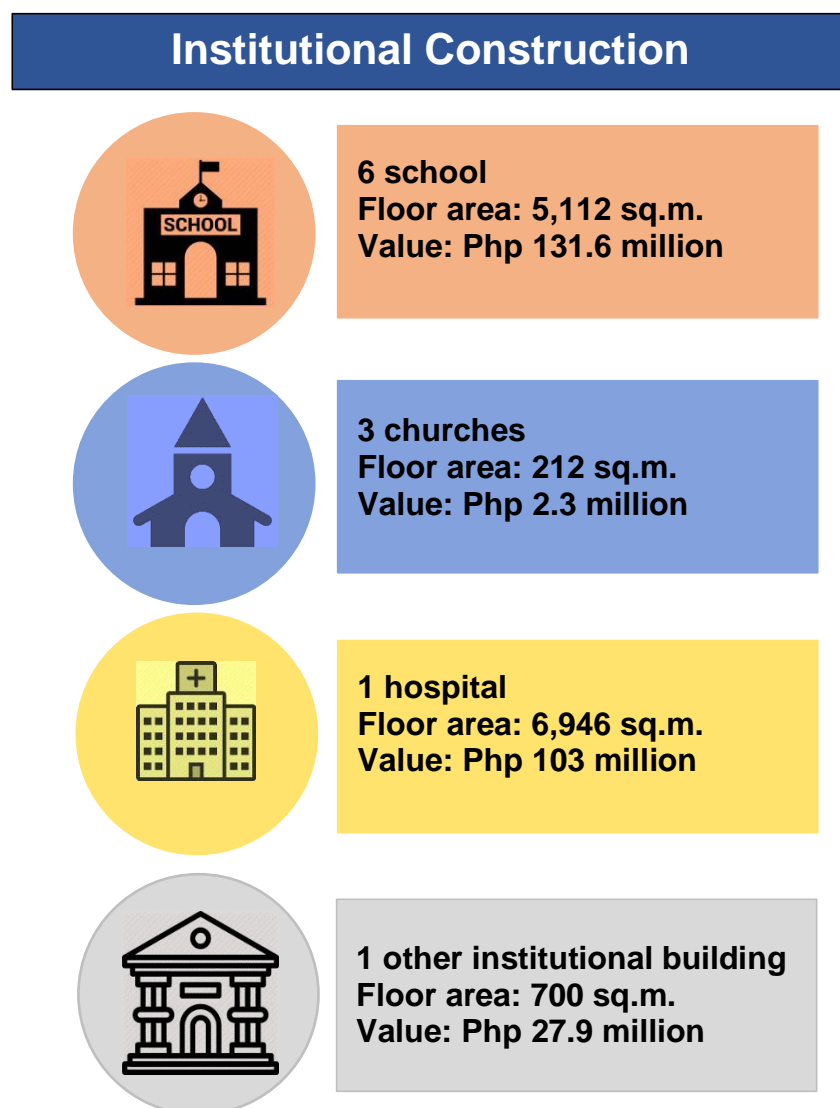 Institutional Construction
SCHOOL
6 school
Floor area: 5,112 sq.m.
Value: Php 131.6 million
3 churches
Floor area: 212 sq.m.
Value: Php 2.3 million
1 hospital
Floor area: 6,946 sq.m.
Value: Php 103 million
1 other institutional building
Floor area: 700 sq.m.
Value: Php 27.9 million